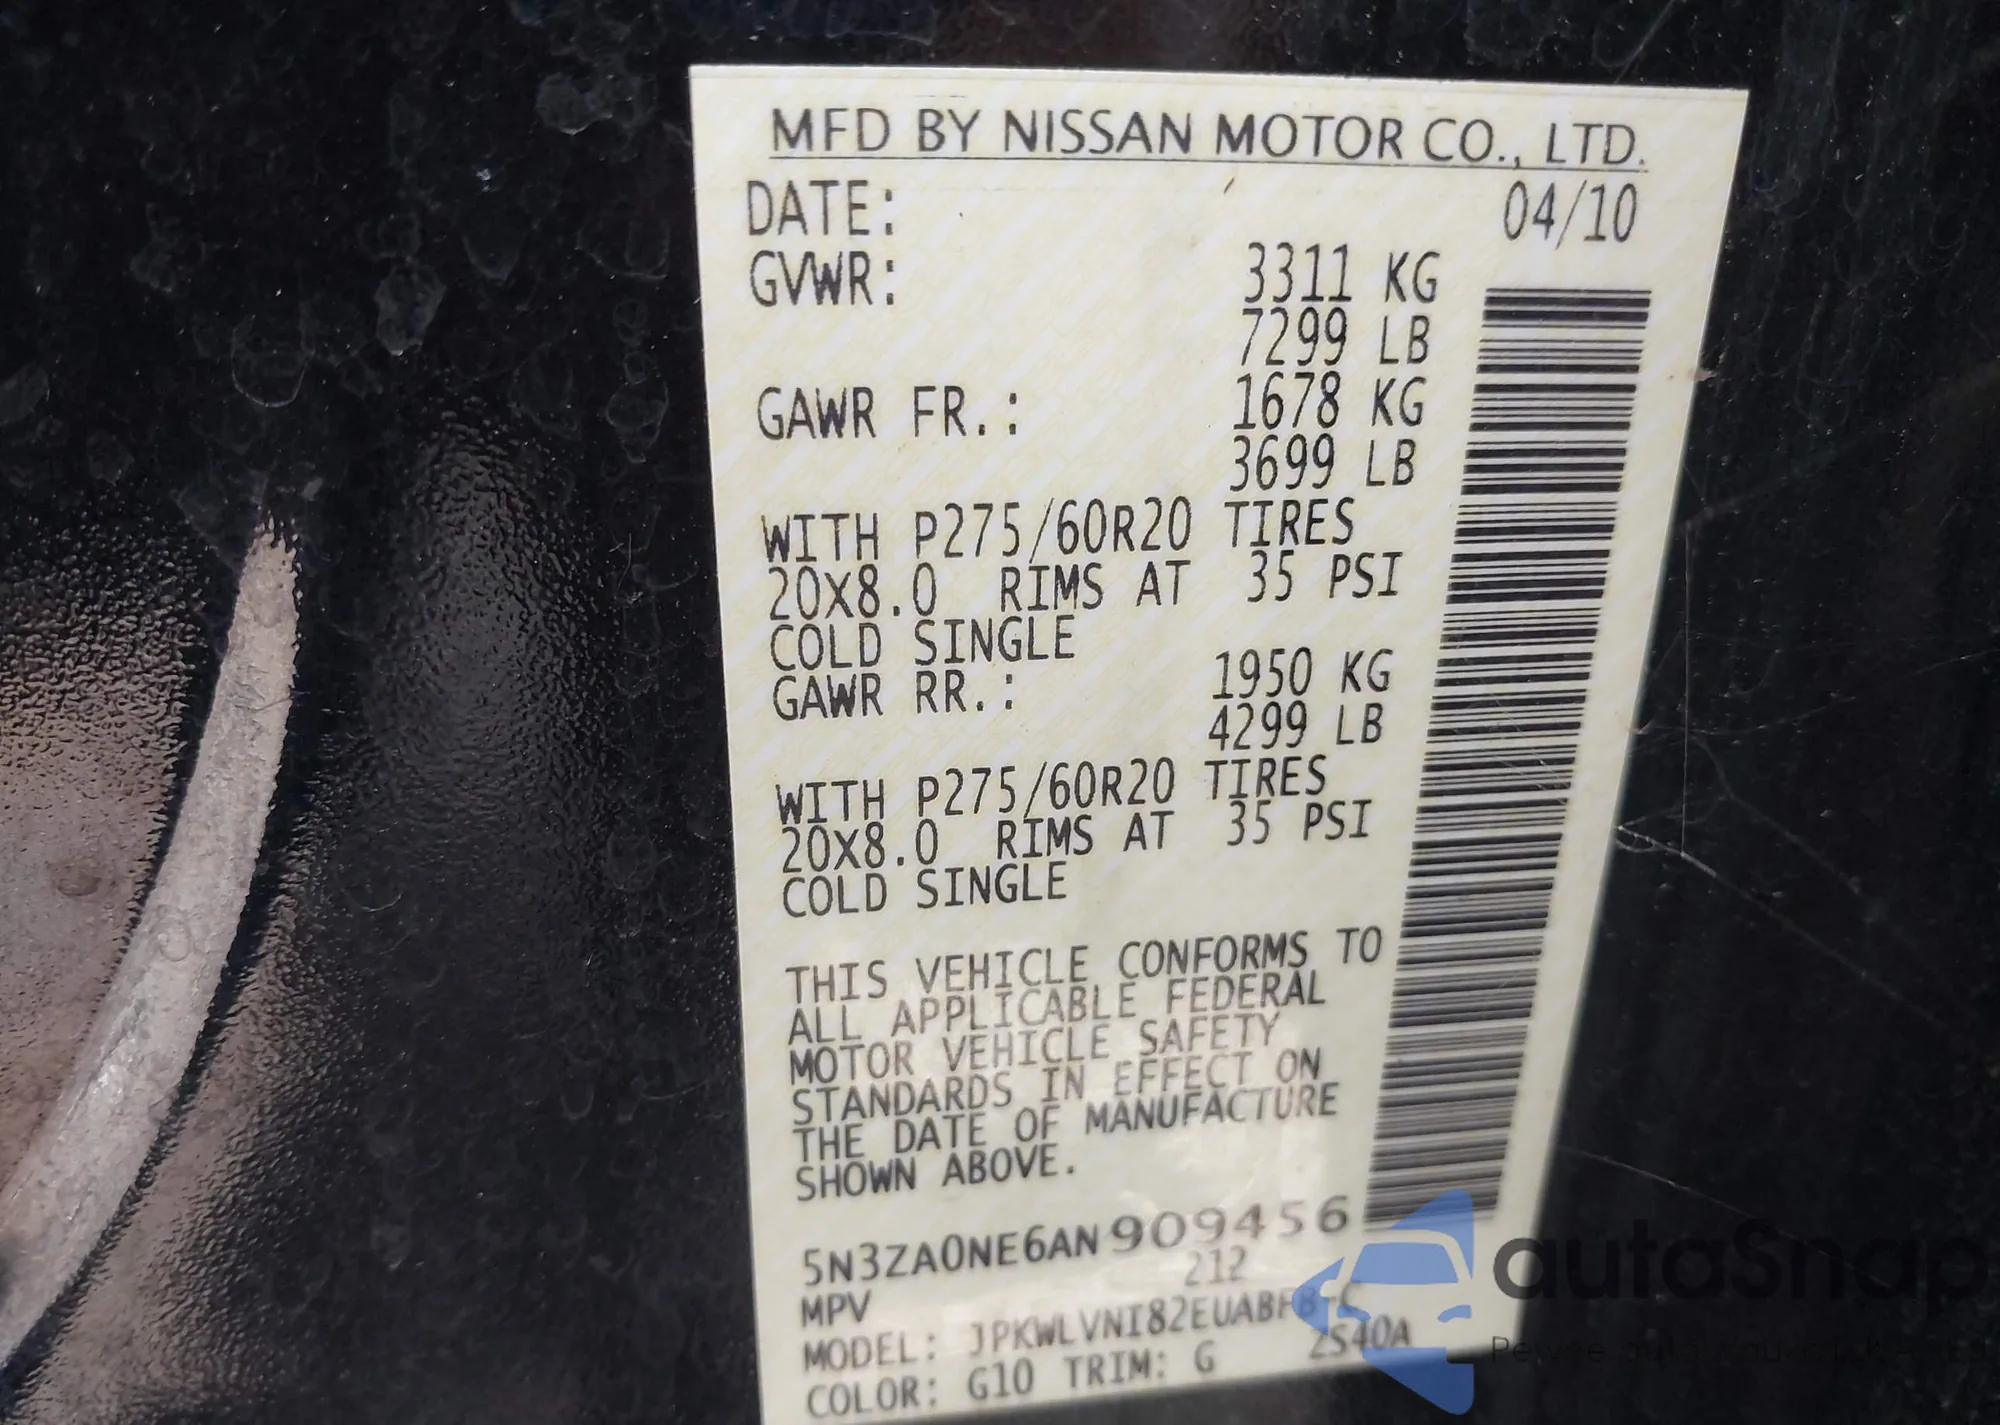 MFD BY NISSAN MOTOR CO., LTD.
DATE: 04/10
GVWR: 3311 KG
7299 LB
GAWR FR.: 1678 KG
3699 LB
WITH P275/60R20 TIRES
20X8.0 RIMS AT 35 PSI
COLD SINGLE
GAWR RR.: 1950 KG
4299 LB
WITH P275/60R20 TIRES
20X8.0 RIMS AT 35 PSI
COLD SINGLE
THIS VEHICLE CONFORMS TO
ALL APPLICABLE FEDERAL
MOTOR VEHICLE SAFETY
STANDARDS IN EFFECT ON
THE DATE OF MANUFACTURE
SHOWN ABOVE.
5N3ZA0NE6AN909456
MPV 212
MODEL:
COLOR: G10 TRIM: G ZS40A
autaSnap